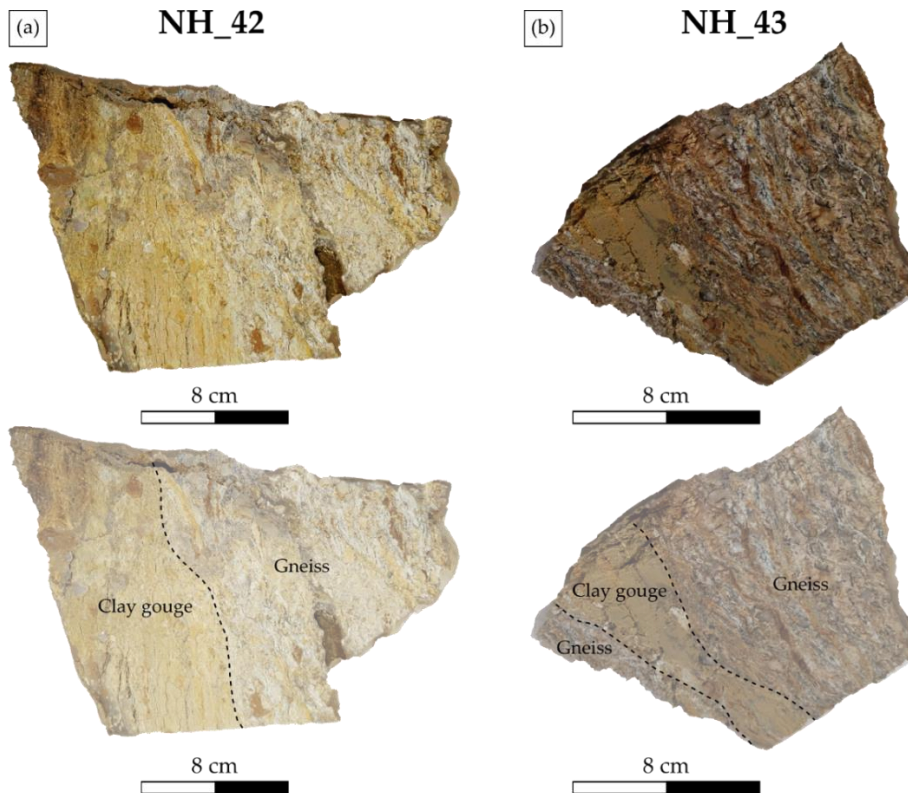 (a)
NH_42
(b)
NH_43
8 cm
8 cm
Clay gouge
Gneiss
Clay gouge
Gneiss
Gneiss
8 cm
8 cm